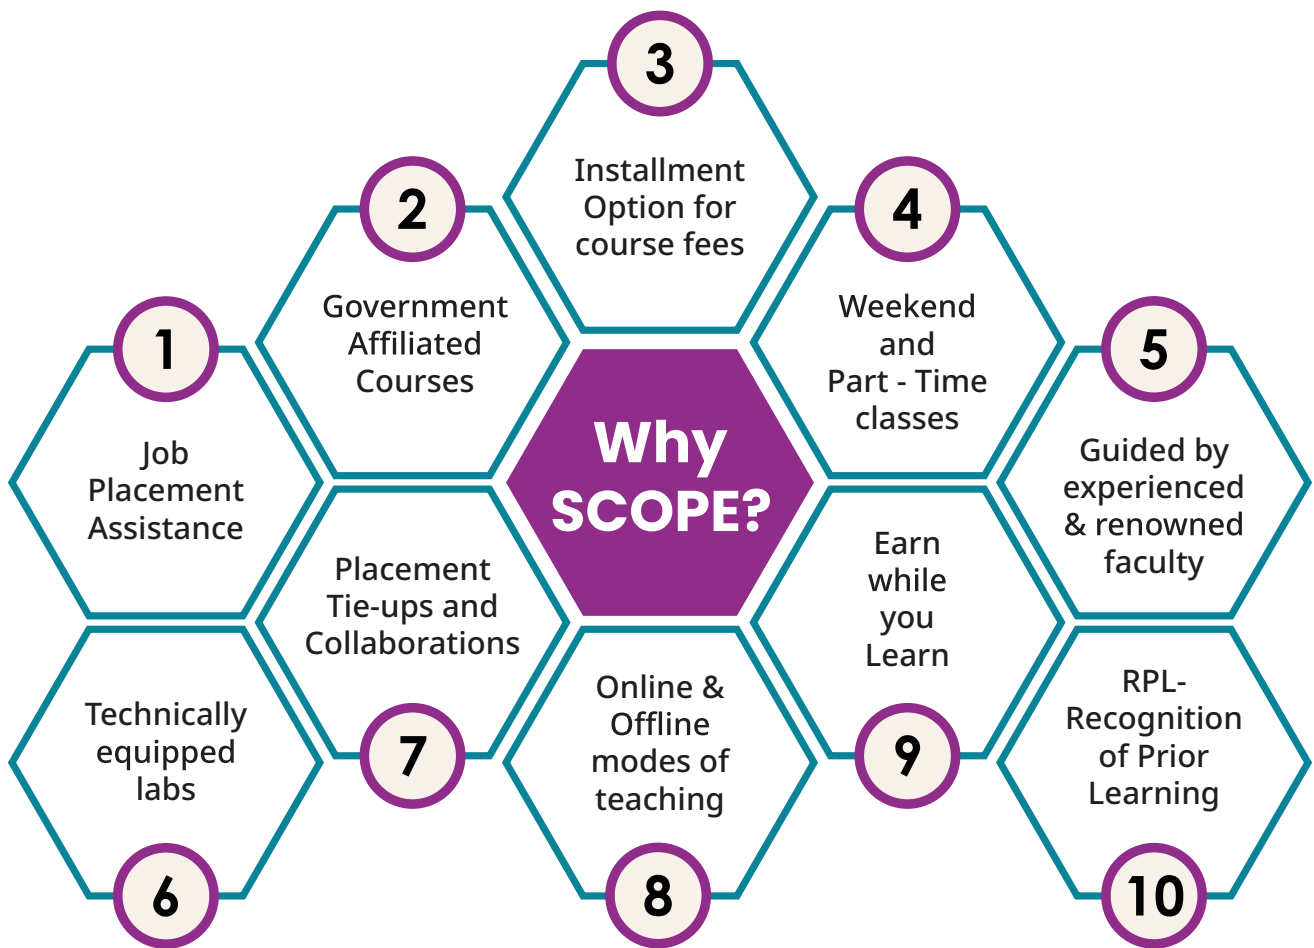 Why
SCOPE?
1
Job
Placement
Assistance
2
Government
Affiliated
Courses
3
Installment
Option for
course fees
4
Weekend
and
Part - Time
classes
5
Guided by
experienced
& renowned
faculty
6
Technically
equipped
labs
7
Placement
Tie-ups and
Collaborations
8
Online &
Offline
modes of
teaching
9
Earn
while
you
Learn
10
RPL-
Recognition
of Prior
Learning